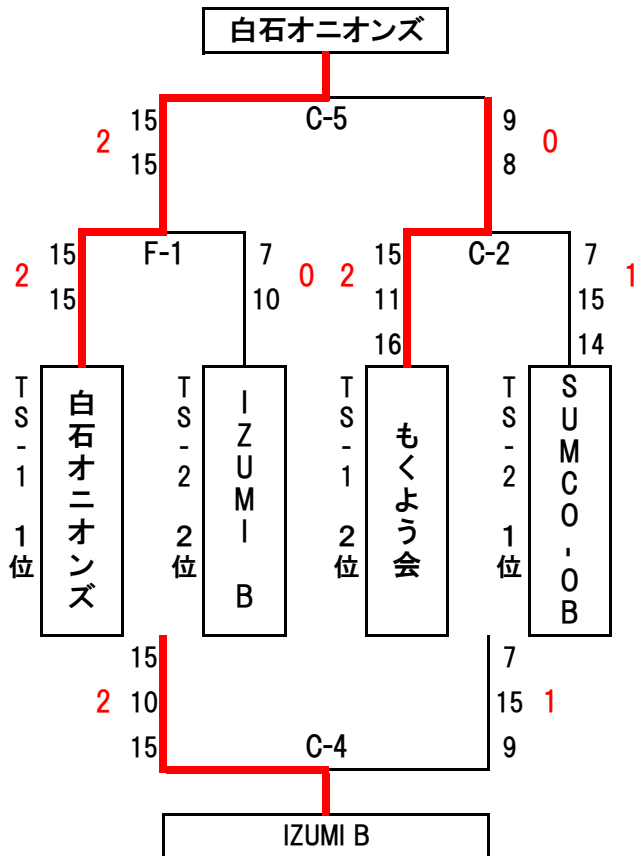 白石オニオンズ
2 15 C-5 9 0
15 8
2 15 F-1 7 0 2 15 C-2 7 1
15 10 11 15
16 14
TS-1 1位
白石オニオンズ
TS-2 2位
IZUMI B
TS-1 2位
もくよう会
TS-2 1位
SUMCO-OB
15 7
2 10 15 1
15 C-4 9
IZUMI B